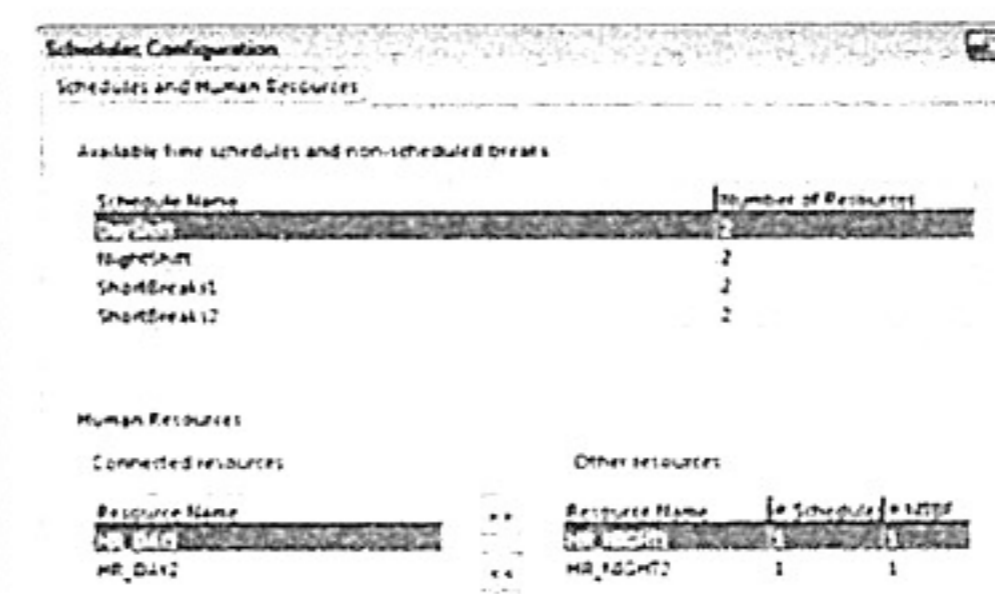 Schedules Configuration
Schedules and Human Resources
Available time schedules and non-scheduled breaks
Schedule Name Number of Resources
2
NightShift 2
ShortBreaks1 2
ShortBreaks2 2
Human Resources
Connected resources Other resources
Resource Name Resource Name # Schedules
HR_DAY2 << HR_NIGHT2 1 1